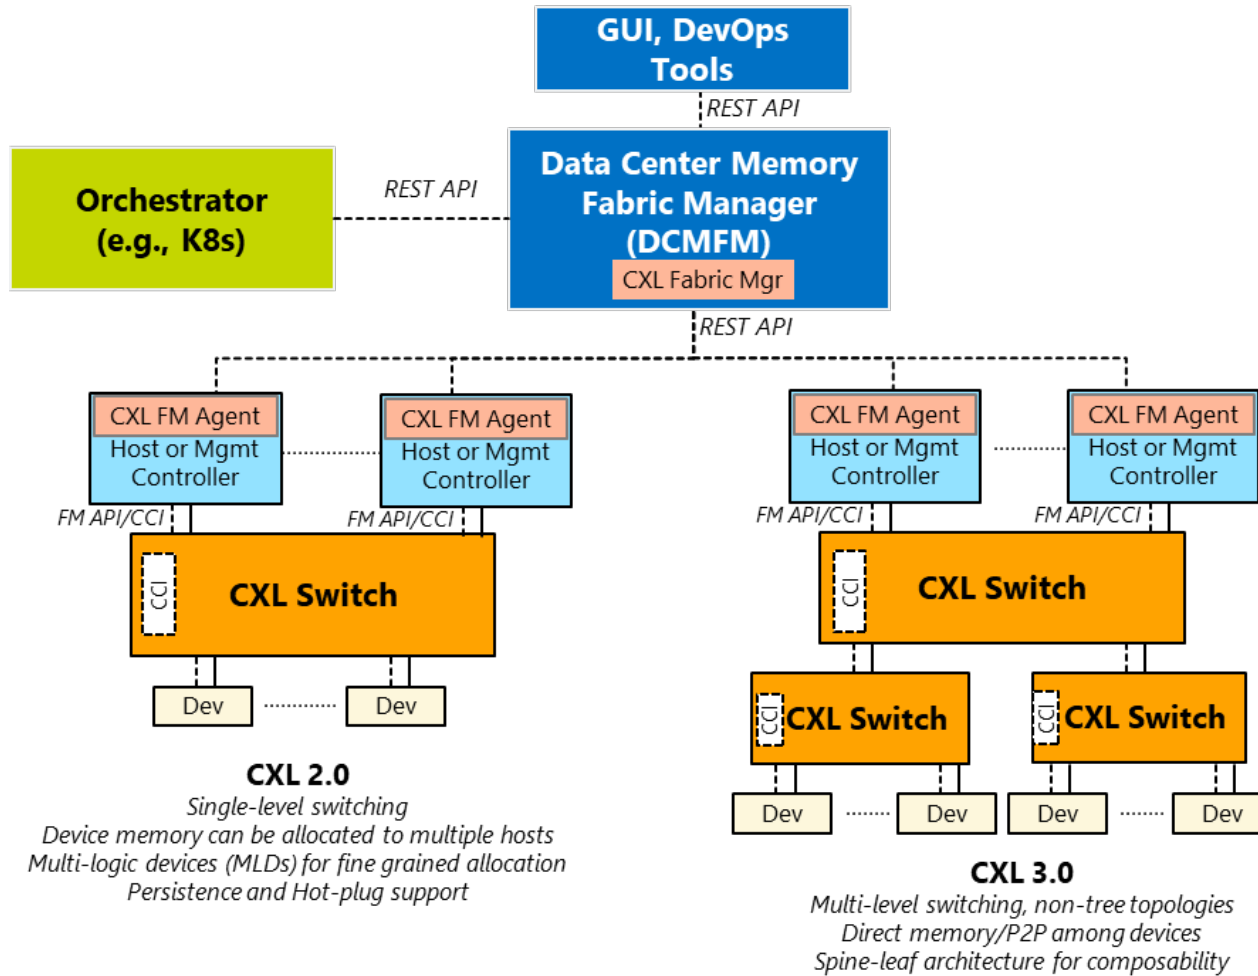 GUI, DevOps
Tools
REST API
Data Center Memory
Fabric Manager
(DCMFM)
CXL Fabric Mgr
Orchestrator
(e.g., K8s)
REST API
REST API
CXL FM Agent
Host or Mgmt
Controller
CXL FM Agent
Host or Mgmt
Controller
FM API/CCI
FM API/CCI
CCI
CXL Switch
Dev
Dev
CXL 2.0
Single-level switching
Device memory can be allocated to multiple hosts
Multi-logic devices (MLDs) for fine grained allocation
Persistence and Hot-plug support
CXL FM Agent
Host or Mgmt
Controller
CXL FM Agent
Host or Mgmt
Controller
FM API/CCI
FM API/CCI
CCI
CXL Switch
CCI
CXL Switch
CCI
CXL Switch
Dev
Dev
Dev
Dev
CXL 3.0
Multi-level switching, non-tree topologies
Direct memory/P2P among devices
Spine-leaf architecture for composability